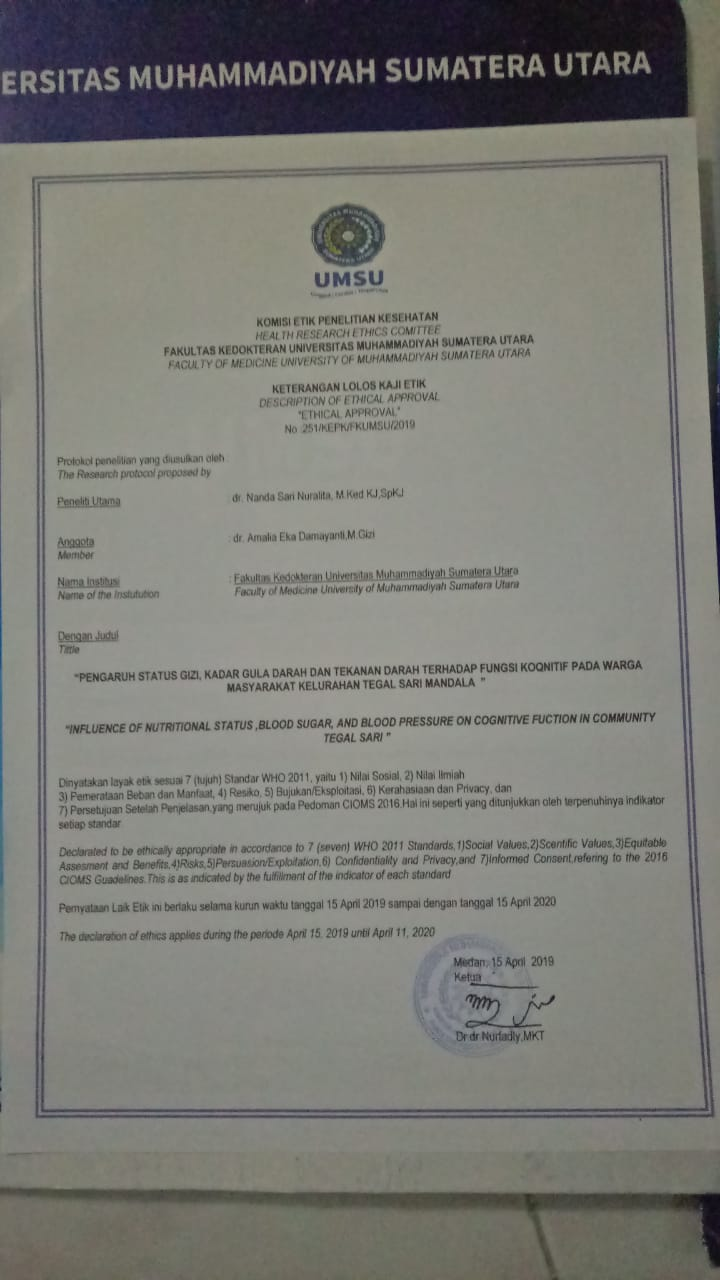 ERSITAS MUHAMMADIYAH SUMATERA UTARA
UMSU
KOMISI ETIK PENELITIAN KESEHATAN
HEALTH RESEARCH ETHICS COMITTEE
FAKULTAS KEDOKTERAN UNIVERSITAS MUHAMMADIYAH SUMATERA UTARA
FACULTY OF MEDICINE UNIVERSITY OF MUHAMMADIYAH SUMATERA UTARA
KETERANGAN LOLOS KAJI ETIK
DESCRIPTION OF ETHICAL APPROVAL
"ETHICAL APPROVAL"
No :251/KEPK/FKUMSU/2019
Protokol penelitian yang diusulkan oleh :
The Research protocol proposed by
Peneliti Utama : dr. Nanda Sari Nuralita, M.Ked KJ,SpKJ
Anggota : dr. Amalia Eka Damayanti,M.Gizi
Member
Nama Institusi : Fakultas Kedokteran Universitas Muhammadiyah Sumatera Utara
Name of the Instutution Faculty of Medicine University of Muhammadiyah Sumatera Utara
Dengan Judul
Tittle
"PENGARUH STATUS GIZI, KADAR GULA DARAH DAN TEKANAN DARAH TERHADAP FUNGSI KOQNITIF PADA WARGA
MASYARAKAT KELURAHAN TEGAL SARI MANDALA "
"INFLUENCE OF NUTRITIONAL STATUS ,BLOOD SUGAR, AND BLOOD PRESSURE ON COGNITIVE FUCTION IN COMMUNITY
TEGAL SARI "
Dinyatakan layak etik sesuai 7 (tujuh) Standar WHO 2011, yaitu 1) Nilai Sosial, 2) Nilai Ilmiah
3) Pemerataan Beban dan Manfaat, 4) Resiko, 5) Bujukan/Eksploitasi, 6) Kerahasiaan dan Privacy, dan
7) Persetujuan Setelah Penjelasan,yang merujuk pada Pedoman CIOMS 2016.Hal ini seperti yang ditunjukkan oleh terpenuhinya indikator
setiap standar
Declarated to be ethically appropriate in accordance to 7 (seven) WHO 2011 Standards,1)Social Values,2)Scentific Values,3)Equitable
Assesment and Benefits,4)Risks,5)Persuasion/Exploitation,6) Confidentiality and Privacy,and 7)Informed Consent,refering to the 2016
CIOMS Guadelines.This is as indicated by the fulfillment of the indicator of each standard
Pernyataan Laik Etik ini berlaku selama kurun waktu tanggal 15 April 2019 sampai dengan tanggal 15 April 2020
The declaration of ethics applies during the periode April 15, 2019 until April 11, 2020
Medan, 15 April 2019
Ketua
Dr.dr.Nurfadly,MKT